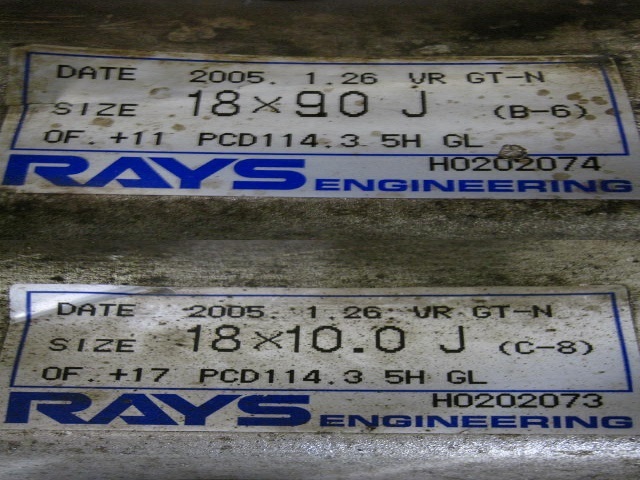 DATE 2005. 1.26 VR GT-N
SIZE 18×9.0 J (B-6)
OF. +11 PCD114.3 5H GL
H0202074
RAYS ENGINEERING
DATE 2005. 1.26 VR GT-N
SIZE 18×10.0 J (C-8)
OF. +17 PCD114.3 5H GL
H0202073
RAYS ENGINEERING